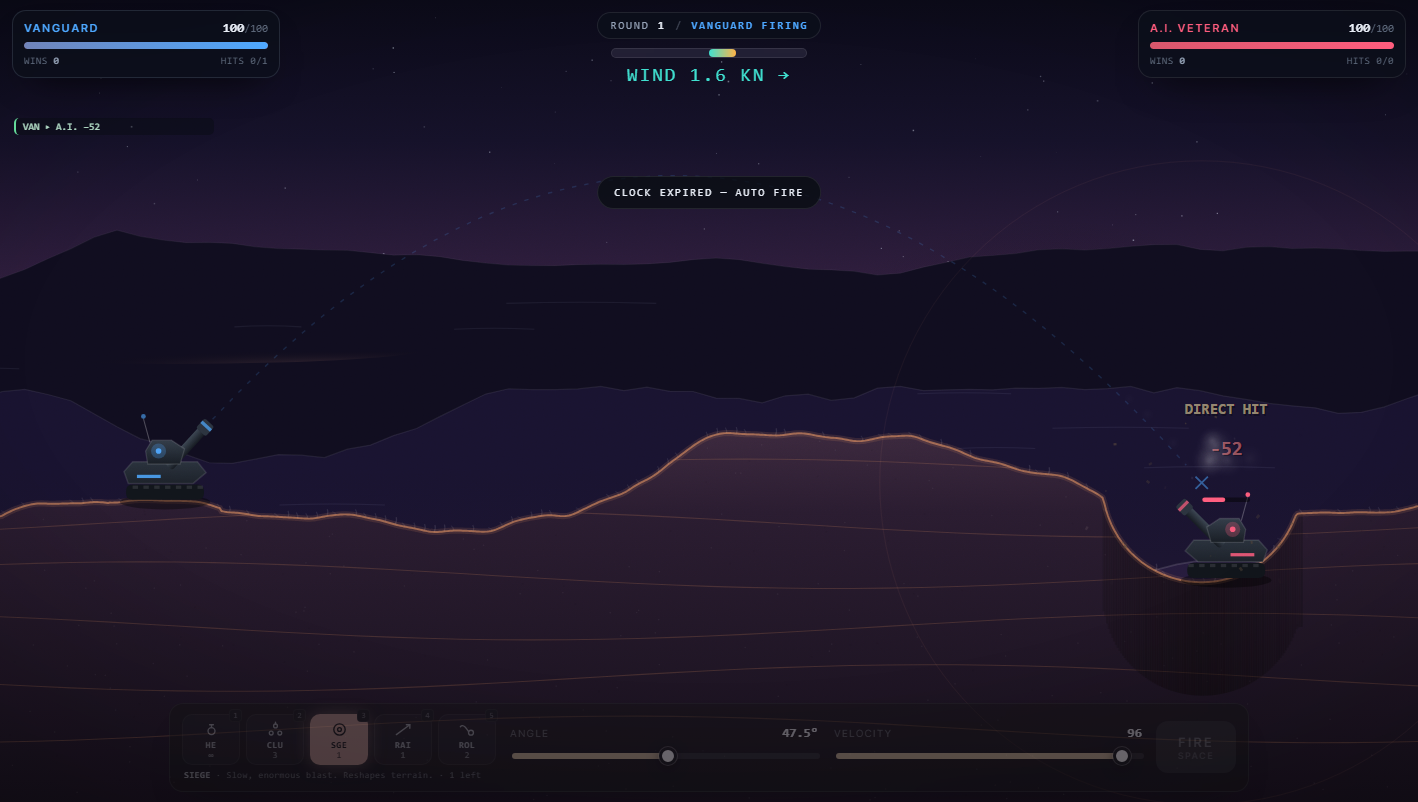 VANGUARD 100/100
WINS 0 HITS 0/1
ROUND 1 / VANGUARD FIRING
WIND 1.6 KN →
A.I. VETERAN 100/100
WINS 0 HITS 0/0
VAN ▸ A.I. −52
CLOCK EXPIRED — AUTO FIRE
DIRECT HIT
-52
1 2 4 5
HE CLU SGE RAI ROL
∞ 3 1 1 2
SIEGE · Slow, enormous blast. Reshapes terrain. · 1 left
ANGLE 47.5°
VELOCITY 96
FIRE
SPACE